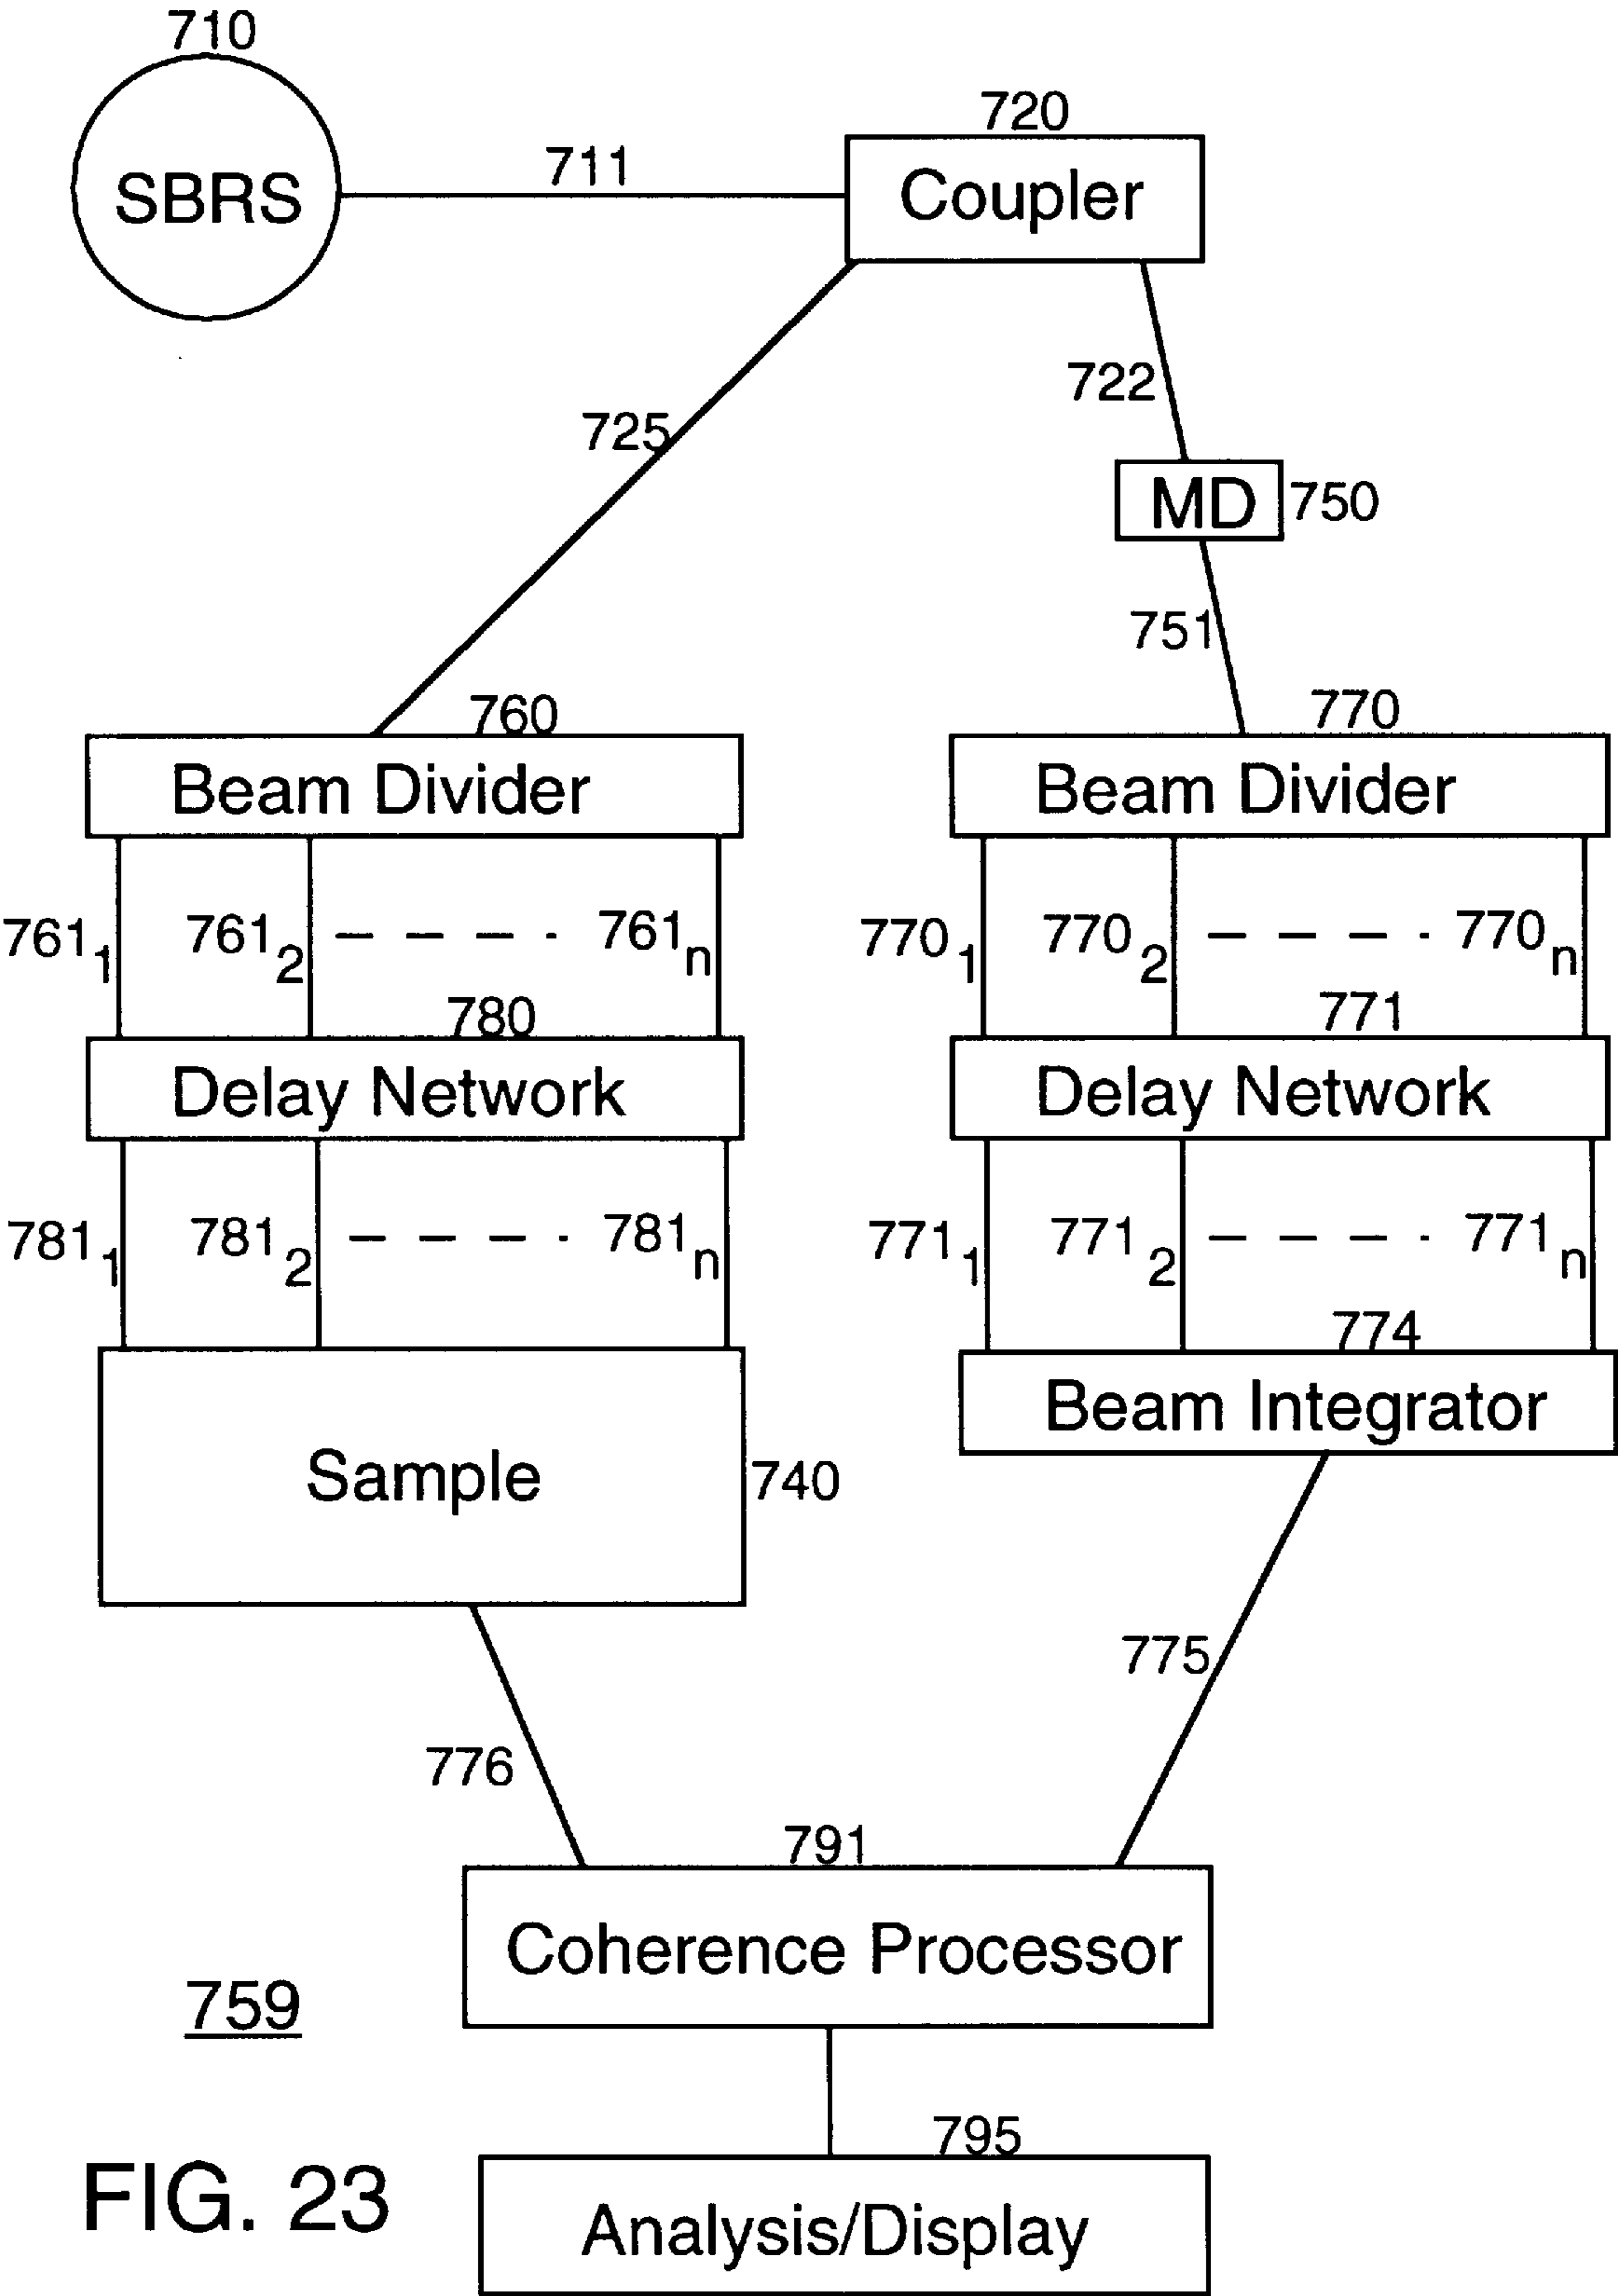 710
SBRS
711
720
Coupler
725
722
MD 750
751
760
Beam Divider
770
Beam Divider
761₁ 761₂ — — — — 761ₙ
770₁ 770₂ — — — — 770ₙ
780
Delay Network
771
Delay Network
781₁ 781₂ — — — — 781ₙ
771₁ 771₂ — — — — 771ₙ
Sample 740
774
Beam Integrator
776
775
791
Coherence Processor
759
795
Analysis/Display
FIG. 23